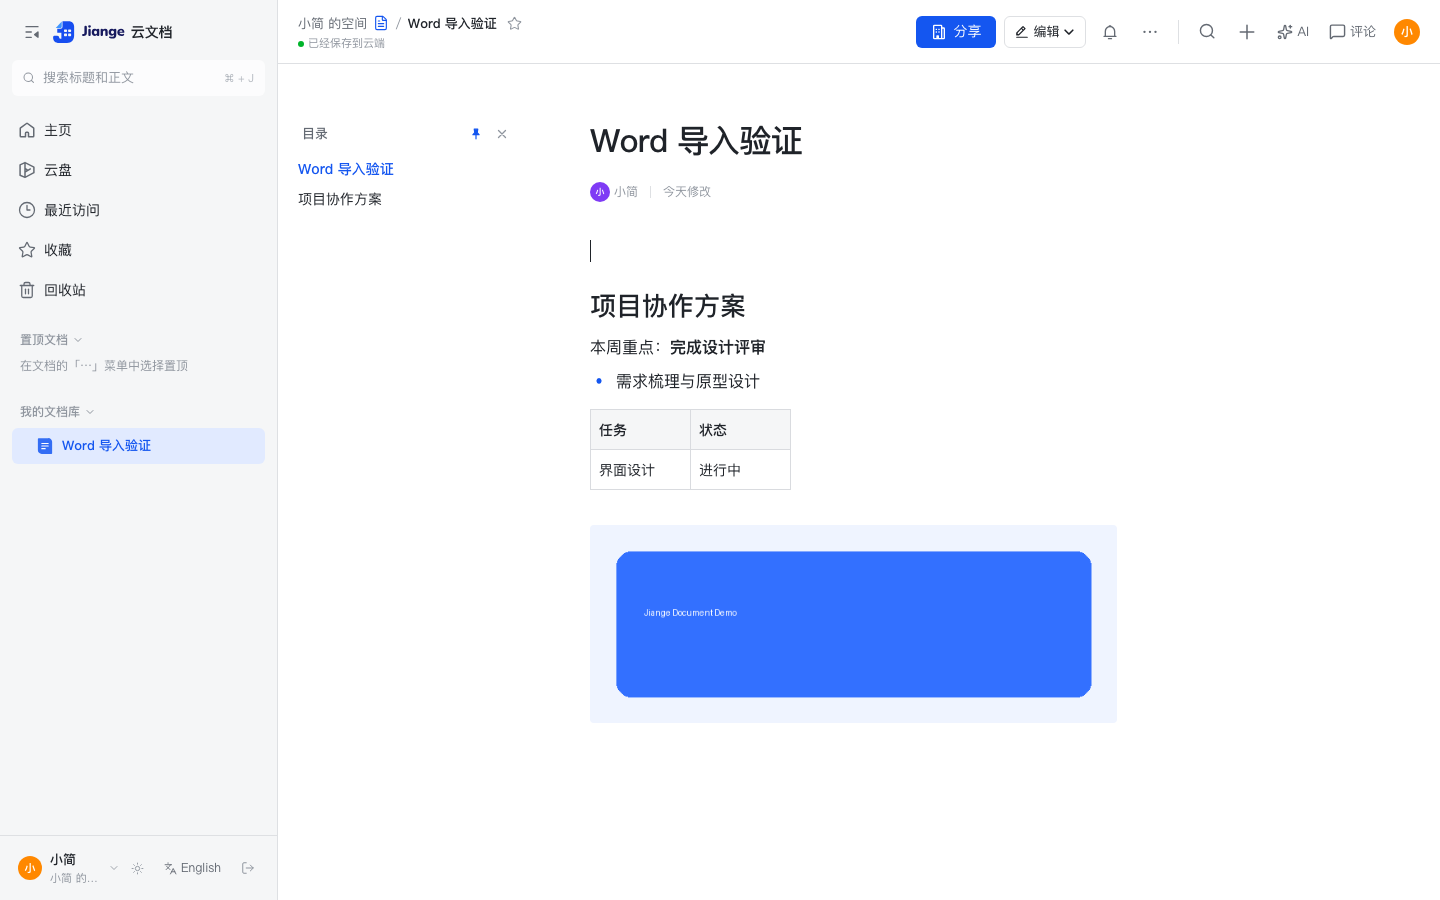 Jiange 云文档
搜索标题和正文 ⌘ + J
主页
云盘
最近访问
收藏
回收站
置顶文档
在文档的「···」菜单中选择置顶
我的文档库
Word 导入验证
小 小简
小简 的...
English
小简 的空间 / Word 导入验证
已经保存到云端
分享
编辑
AI
评论
小
目录
Word 导入验证
项目协作方案
Word 导入验证
小 小简 | 今天修改
项目协作方案
本周重点：完成设计评审
• 需求梳理与原型设计
任务 状态
界面设计 进行中
Jiange Document Demo